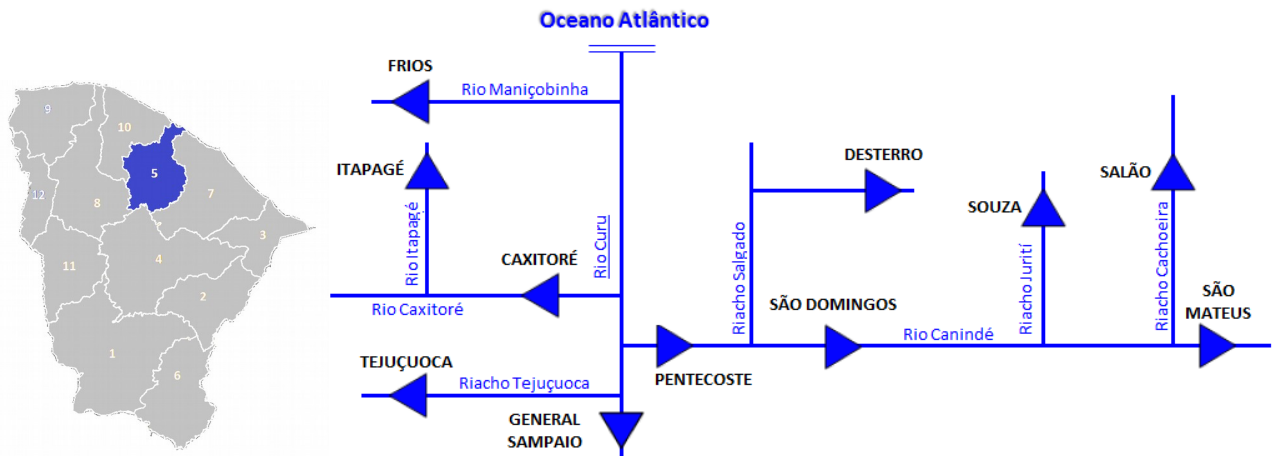 Oceano Atlântico
FRIOS
Rio Maniçobinha
ITAPAGÉ
Rio Itapagé
CAXITORÉ
Rio Caxitoré
Rio Curu
TEJUÇUOCA
Riacho Tejuçuoca
GENERAL
SAMPAIO
PENTECOSTE
Riacho Salgado
DESTERRO
SÃO DOMINGOS
Rio Canindé
SOUZA
Riacho Jurití
SALÃO
Riacho Cachoeira
SÃO
MATEUS
9
10
5
7
12
8
3
4
11
2
1
6